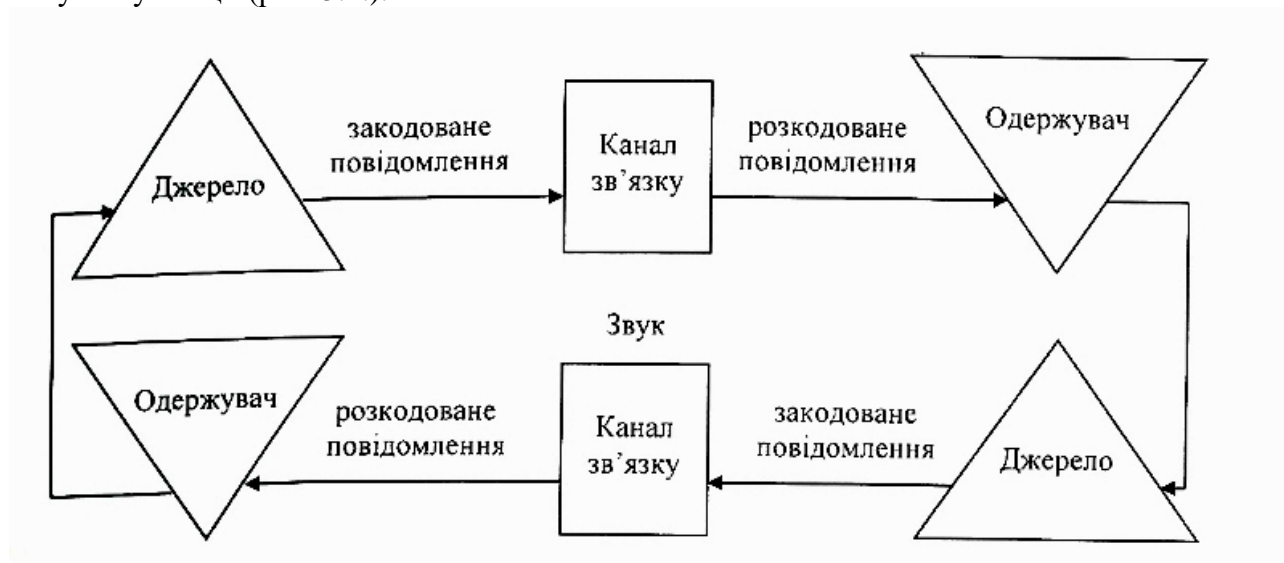 закодоване
повідомлення
Джерело
Канал
зв’язку
розкодоване
повідомлення
Одержувач
Звук
Одержувач
розкодоване
повідомлення
Канал
зв’язку
закодоване
повідомлення
Джерело